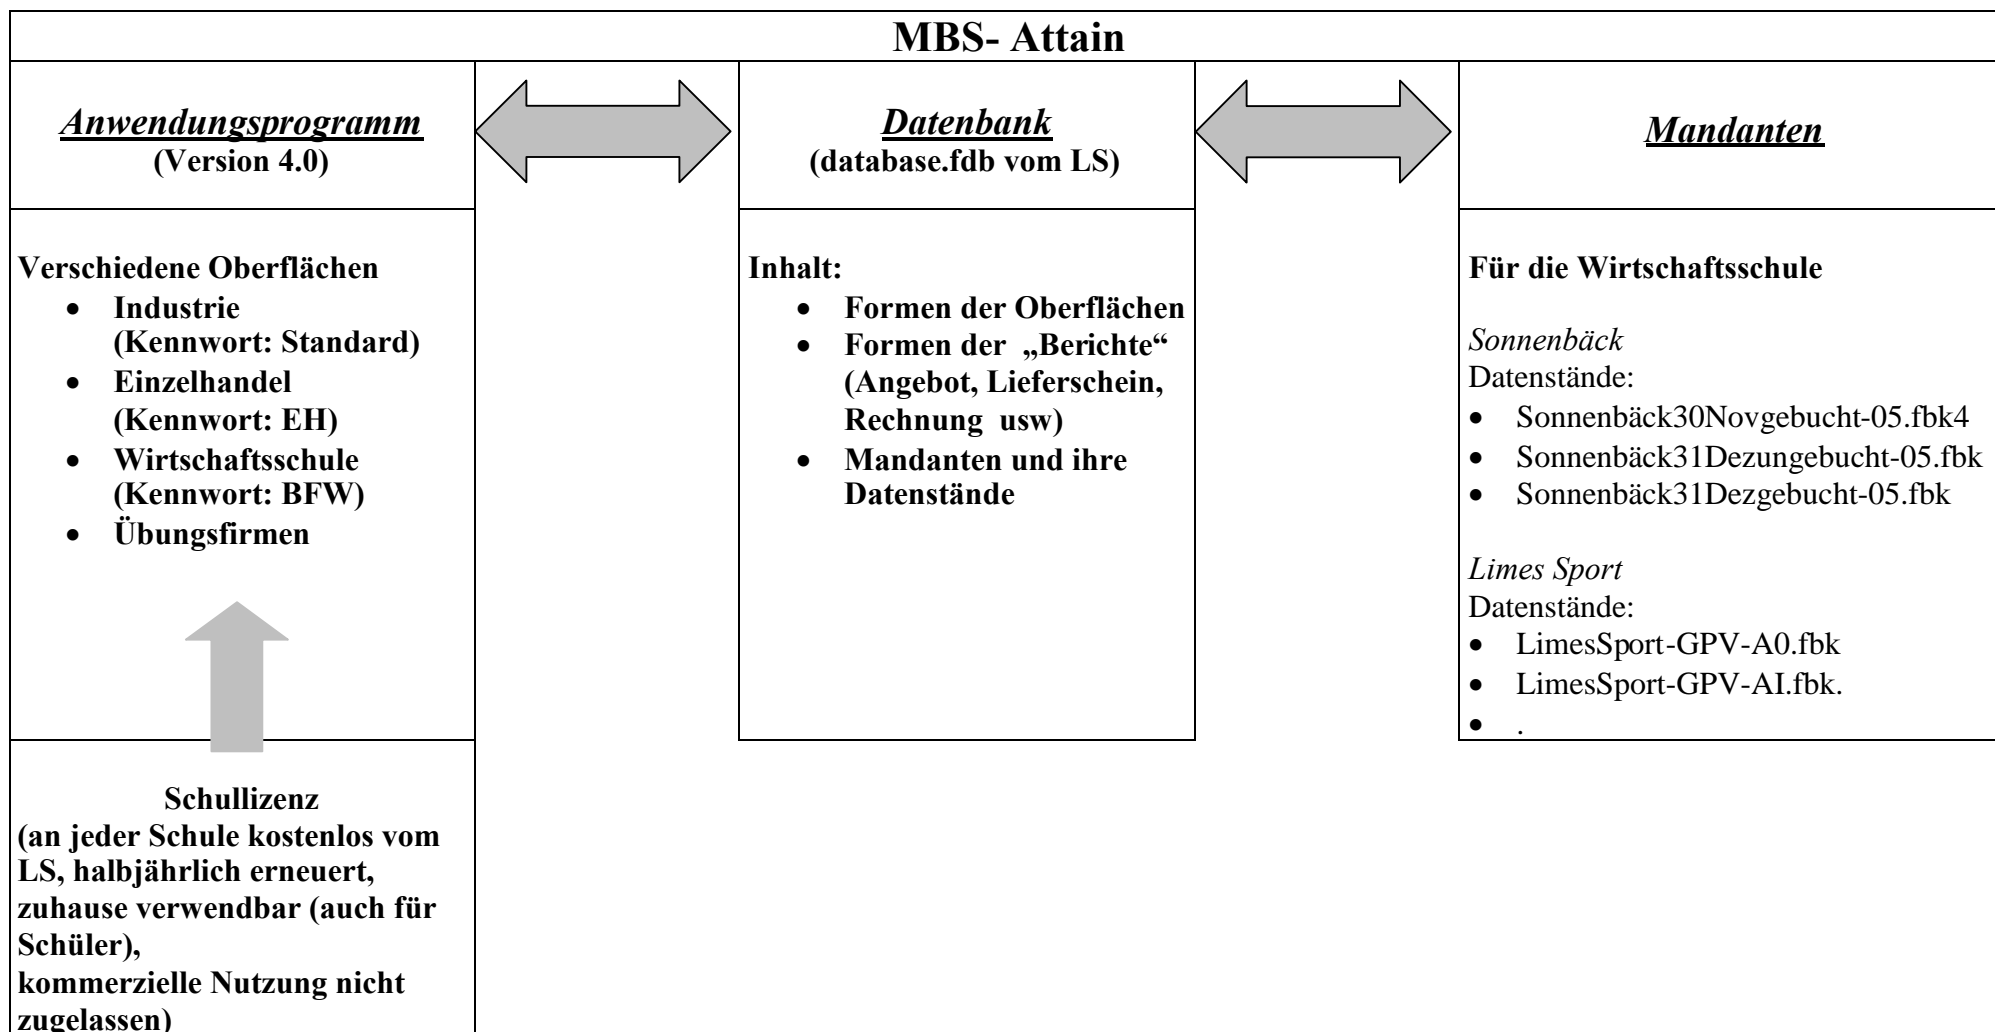 MBS- Attain
Anwendungsprogramm
(Version 4.0)
Datenbank
(database.fdb vom LS)
Mandanten
Verschiedene Oberflächen
• Industrie
(Kennwort: Standard)
• Einzelhandel
(Kennwort: EH)
• Wirtschaftsschule
(Kennwort: BFW)
• Übungsfirmen
Inhalt:
• Formen der Oberflächen
• Formen der „Berichte“
(Angebot, Lieferschein,
Rechnung usw)
• Mandanten und ihre
Datenstände
Für die Wirtschaftsschule
Sonnenbäck
Datenstände:
• Sonnenbäck30Novgebucht-05.fbk4
• Sonnenbäck31Dezungebucht-05.fbk
• Sonnenbäck31Dezgebucht-05.fbk
Limes Sport
Datenstände:
• LimesSport-GPV-A0.fbk
• LimesSport-GPV-AI.fbk.
• .
Schullizenz
(an jeder Schule kostenlos vom
LS, halbjährlich erneuert,
zuhause verwendbar (auch für
Schüler),
kommerzielle Nutzung nicht
zugelassen)